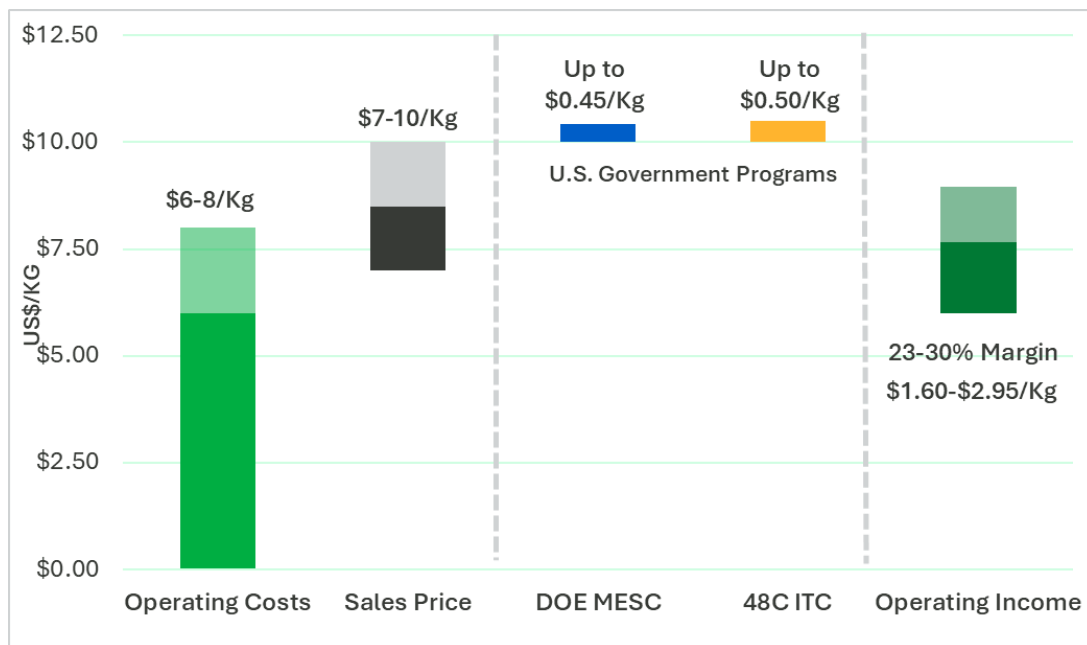 $12.50
Up to
Up to
$0.45/Kg
$0.50/Kg
$7-10/Kg
$10.00
U.S. Government Programs
$6-8/Kg
$7.50
US$/KG
$5.00
23-30% Margin
$1.60-$2.95/Kg
$2.50
$0.00
Operating Costs
Sales Price
DOE MESC
48C ITC
Operating Income